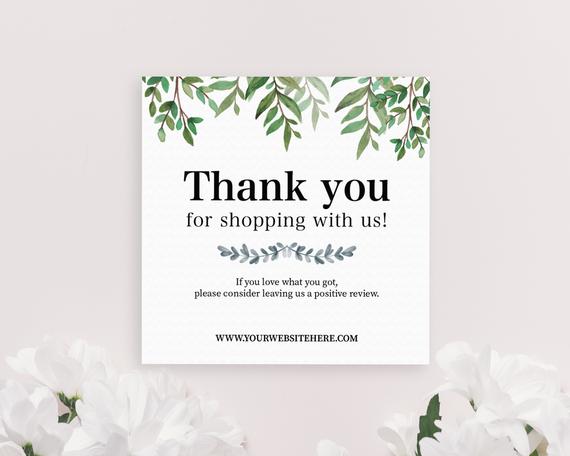 Thank you
for shopping with us!
If you love what you got,
please consider leaving us a positive review.
WWW.YOURWEBSITEHERE.COM